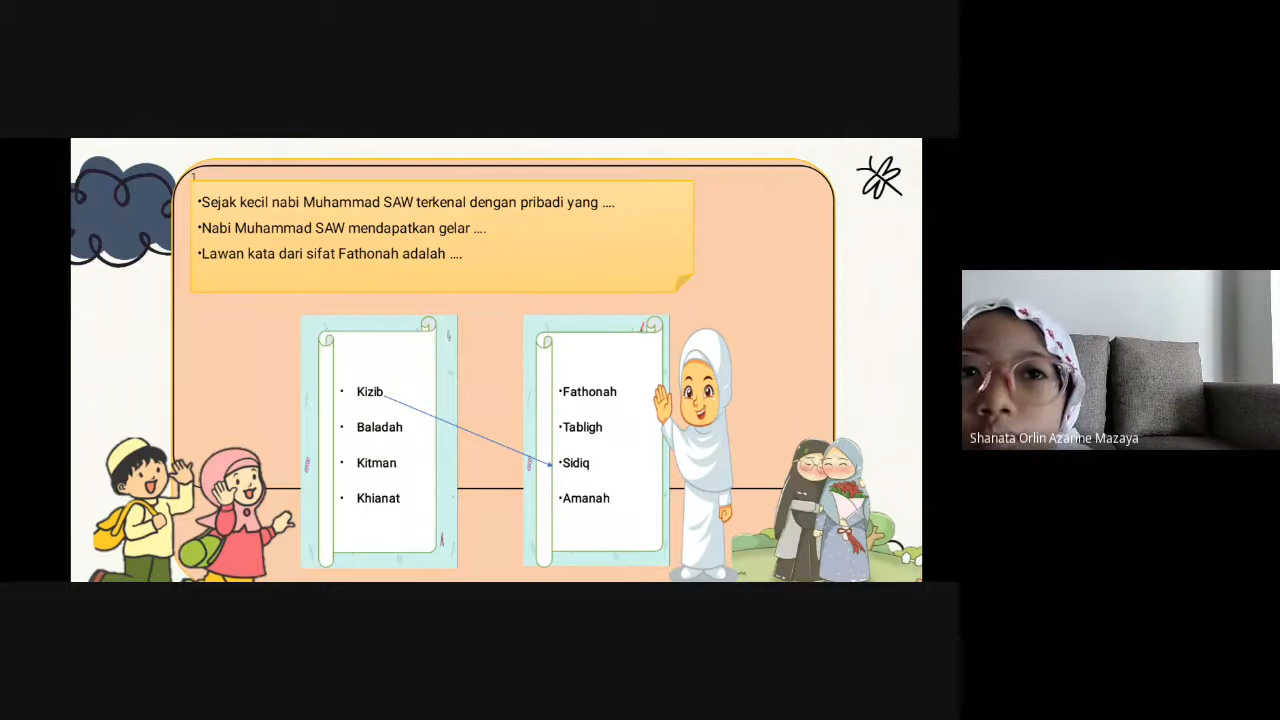 1
•Sejak kecil nabi Muhammad SAW terkenal dengan pribadi yang ....
•Nabi Muhammad SAW mendapatkan gelar ....
•Lawan kata dari sifat Fathonah adalah ....
• Kizib
• Baladah
• Kitman
• Khianat
•Fathonah
•Tabligh
•Sidiq
•Amanah
Shanata Orlin Azarine Mazaya